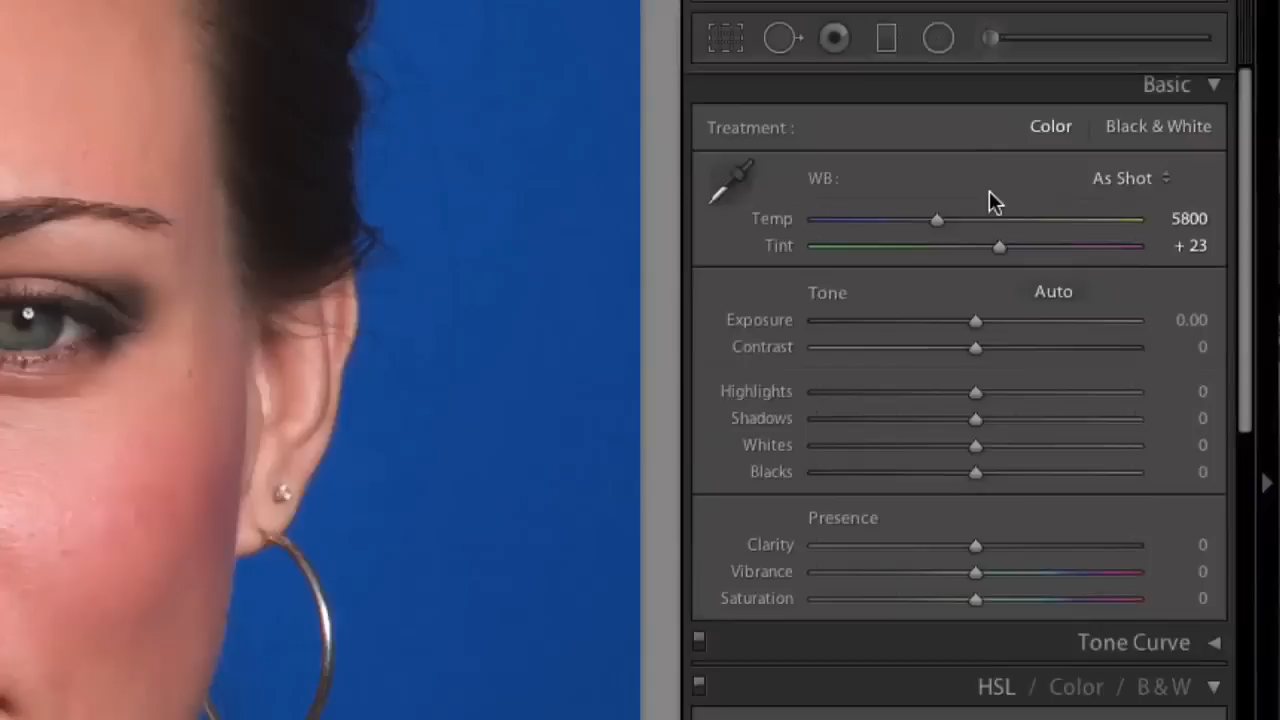 Basic
Treatment : Color Black & White
WB: As Shot
Temp 5800
Tint + 23
Tone Auto
Exposure 0.00
Contrast 0
Highlights 0
Shadows 0
Whites 0
Blacks 0
Presence
Clarity 0
Vibrance 0
Saturation 0
Tone Curve
HSL / Color / B&W